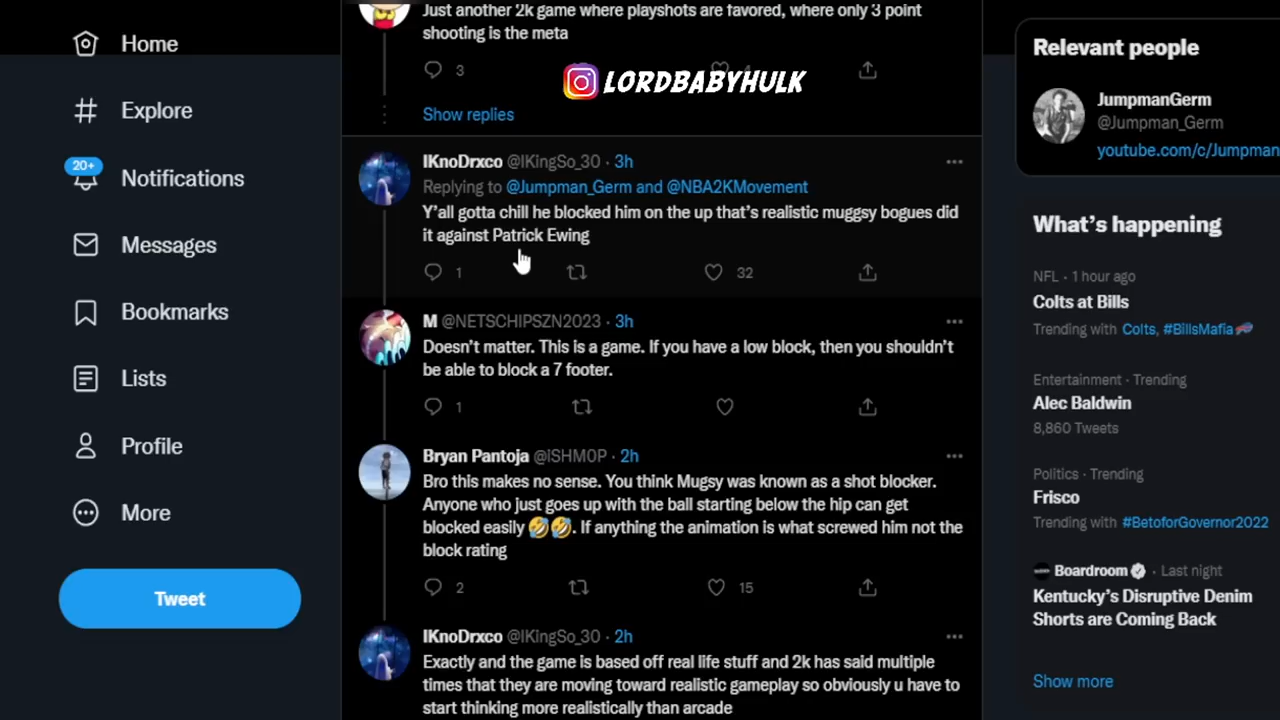 Home
Explore
20+
Notifications
Messages
Bookmarks
Lists
Profile
More
Tweet
Just another 2k game where playshots are favored, where only 3 point
shooting is the meta
3
4
LORDBABYHULK
Show replies
IKnoDrxco @IKingSo_30 · 3h
Replying to @Jumpman_Germ and @NBA2KMovement
Y'all gotta chill he blocked him on the up that's realistic muggsy bogues did
it against Patrick Ewing
1
32
M @NETSCHIPSZN2023 · 3h
Doesn't matter. This is a game. If you have a low block, then you shouldn't
be able to block a 7 footer.
1
Bryan Pantoja @ISHM0P · 2h
Bro this makes no sense. You think Mugsy was known as a shot blocker.
Anyone who just goes up with the ball starting below the hip can get
blocked easily 🤣🤣. If anything the animation is what screwed him not the
block rating
2
15
IKnoDrxco @IKingSo_30 · 2h
Exactly and the game is based off real life stuff and 2k has said multiple
times that they are moving toward realistic gameplay so obviously u have to
start thinking more realistically than arcade
Relevant people
JumpmanGerm
@Jumpman_Germ
youtube.com/c/Jumpman
What's happening
NFL · 1 hour ago
Colts at Bills
Trending with Colts, #BillsMafia
Entertainment · Trending
Alec Baldwin
8,860 Tweets
Politics · Trending
Frisco
Trending with #BetoforGovernor2022
Boardroom · Last night
Kentucky's Disruptive Denim
Shorts are Coming Back
Show more